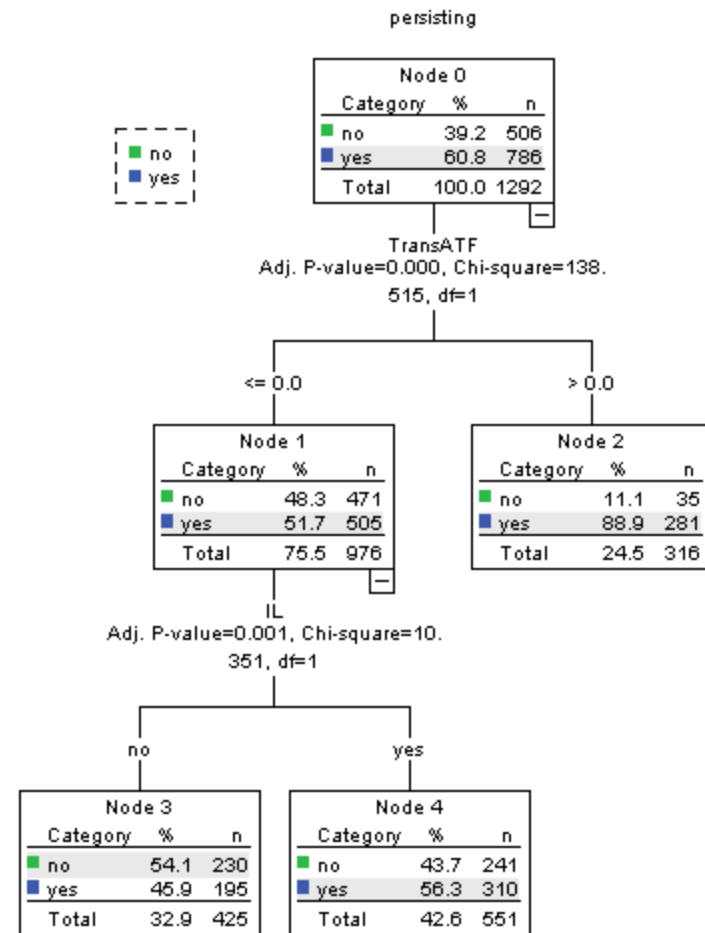 persisting
no
yes
Node 0
Category % n
no 39.2 506
yes 60.8 786
Total 100.0 1292
TransATF
Adj. P-value=0.000, Chi-square=138.
515, df=1
<= 0.0
> 0.0
Node 1
Category % n
no 48.3 471
yes 51.7 505
Total 75.5 976
Node 2
Category % n
no 11.1 35
yes 88.9 281
Total 24.5 316
IL
Adj. P-value=0.001, Chi-square=10.
351, df=1
no
yes
Node 3
Category % n
no 54.1 230
yes 45.9 195
Total 32.9 425
Node 4
Category % n
no 43.7 241
yes 56.3 310
Total 42.6 551